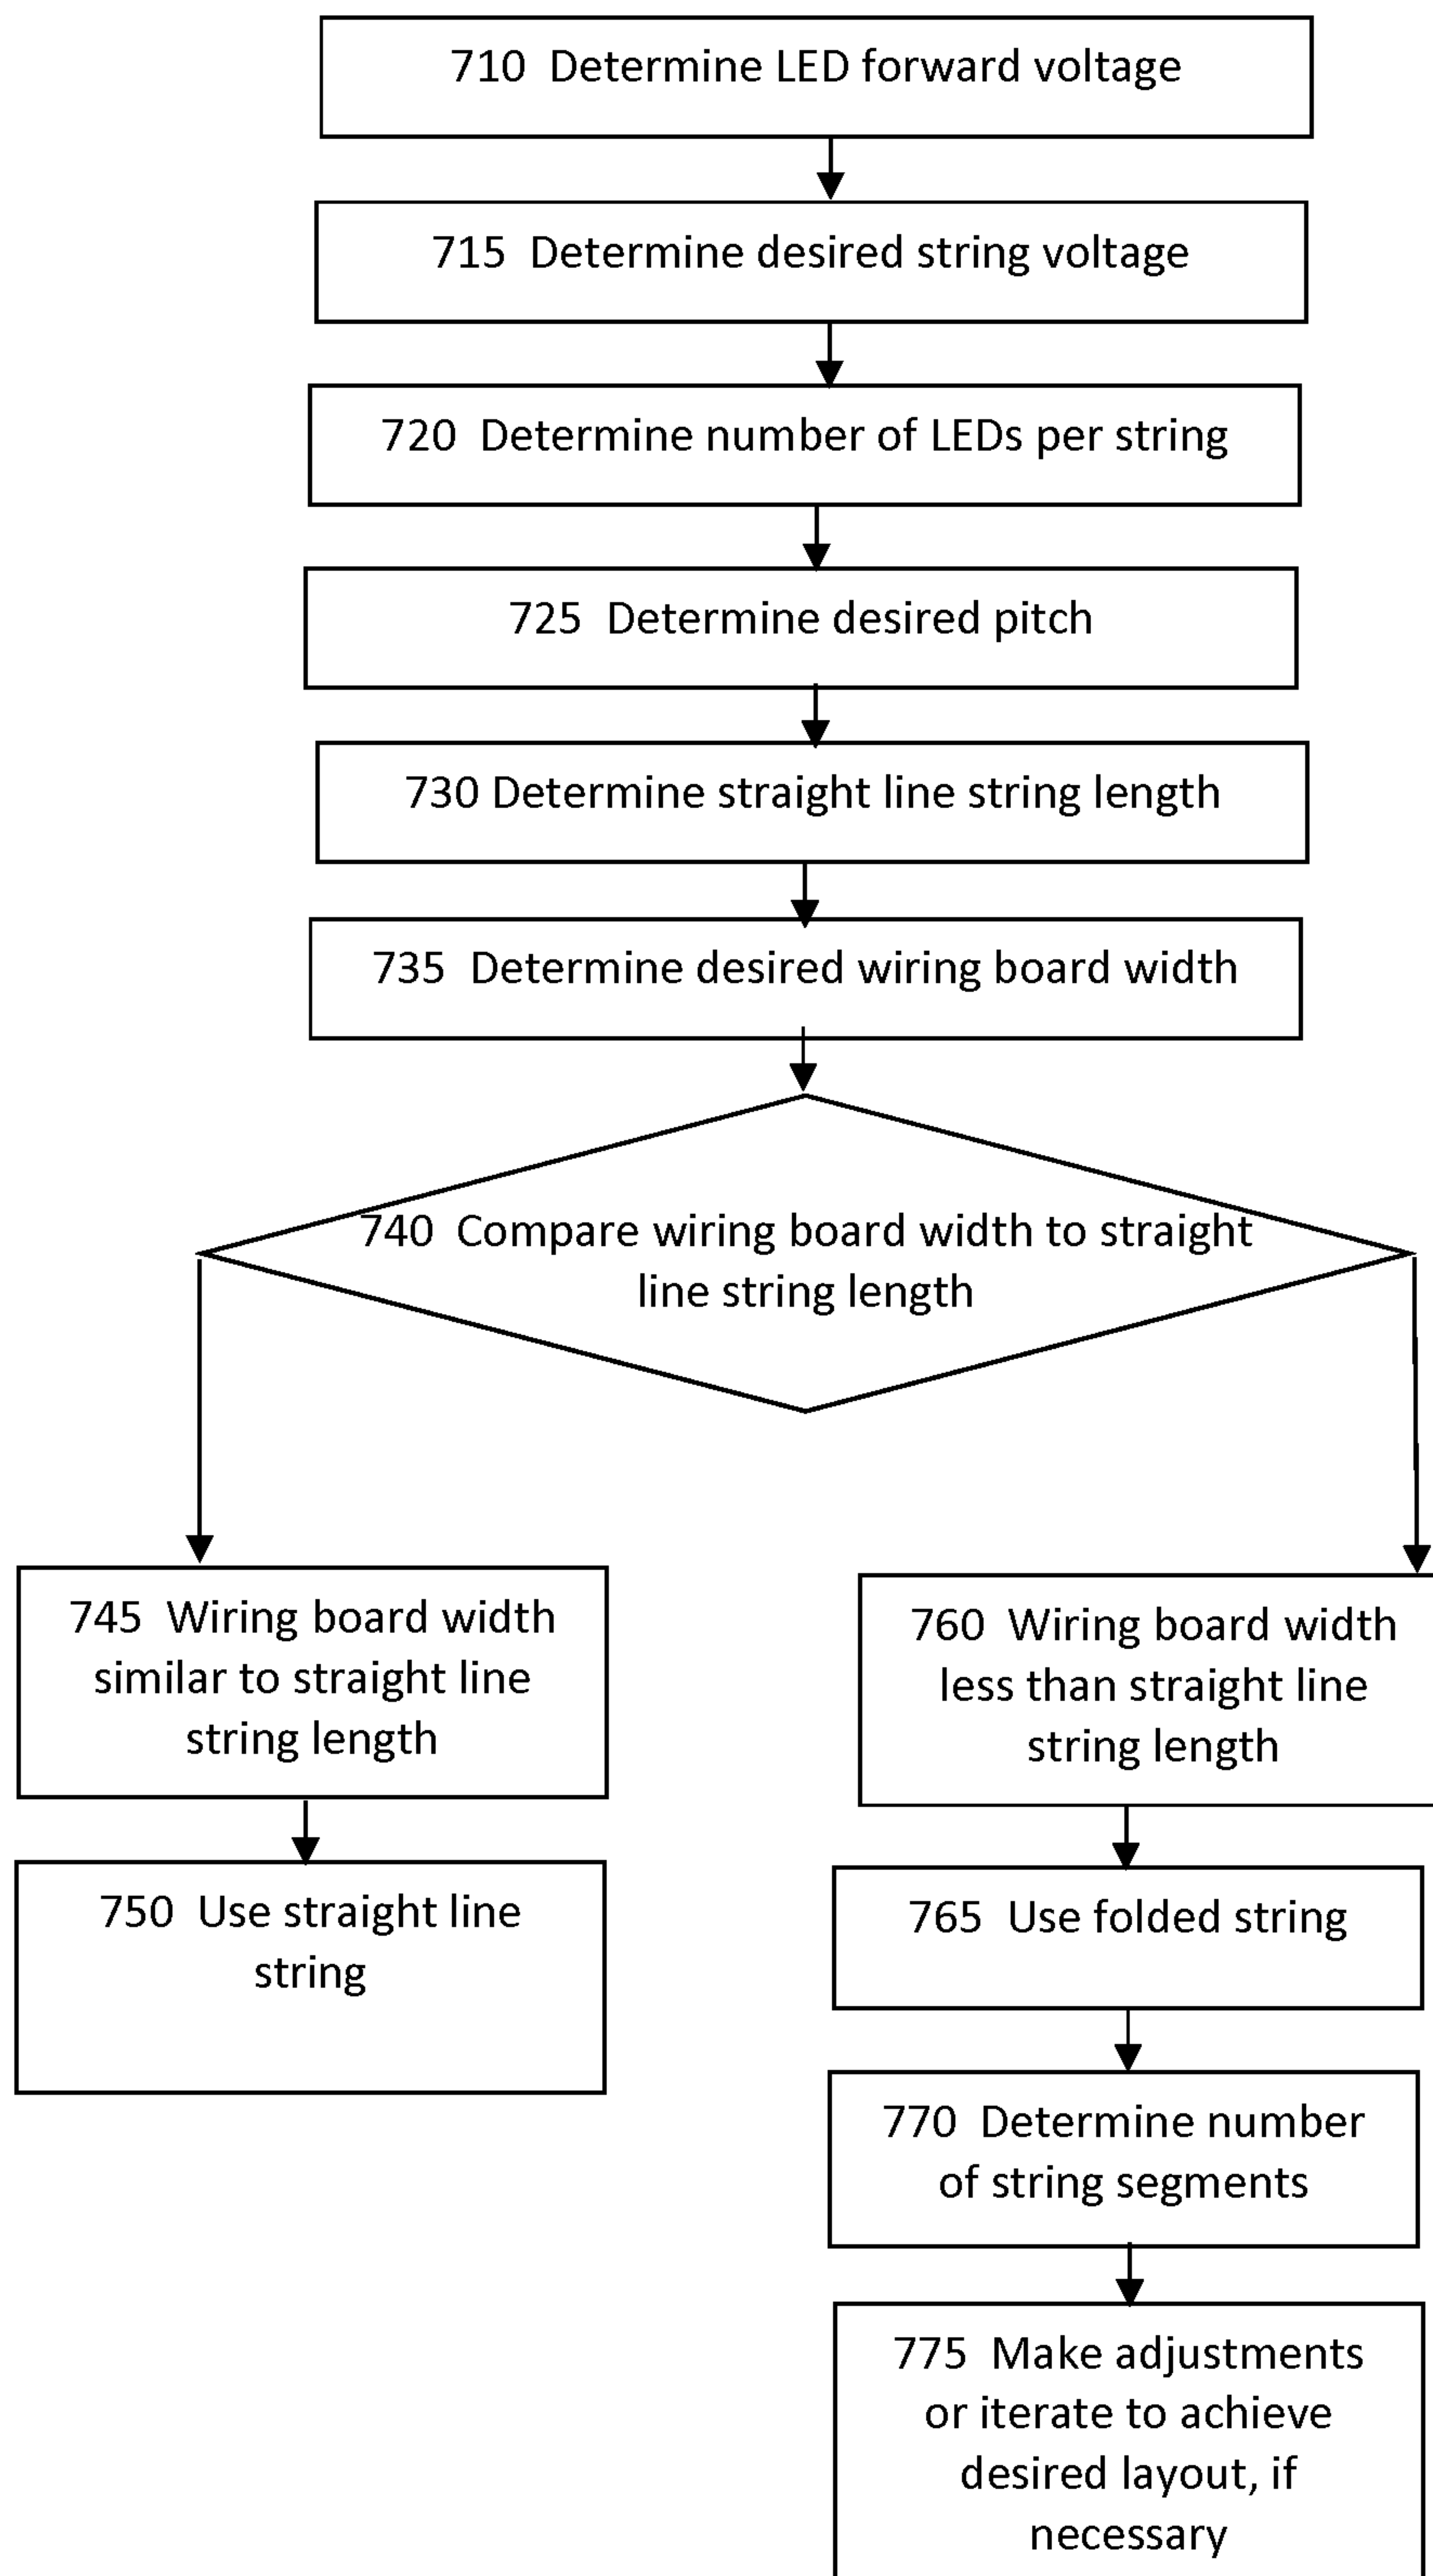 710 Determine LED forward voltage
715 Determine desired string voltage
720 Determine number of LEDs per string
725 Determine desired pitch
730 Determine straight line string length
735 Determine desired wiring board width
740 Compare wiring board width to straight
line string length
745 Wiring board width
similar to straight line
string length
750 Use straight line
string
760 Wiring board width
less than straight line
string length
765 Use folded string
770 Determine number
of string segments
775 Make adjustments
or iterate to achieve
desired layout, if
necessary